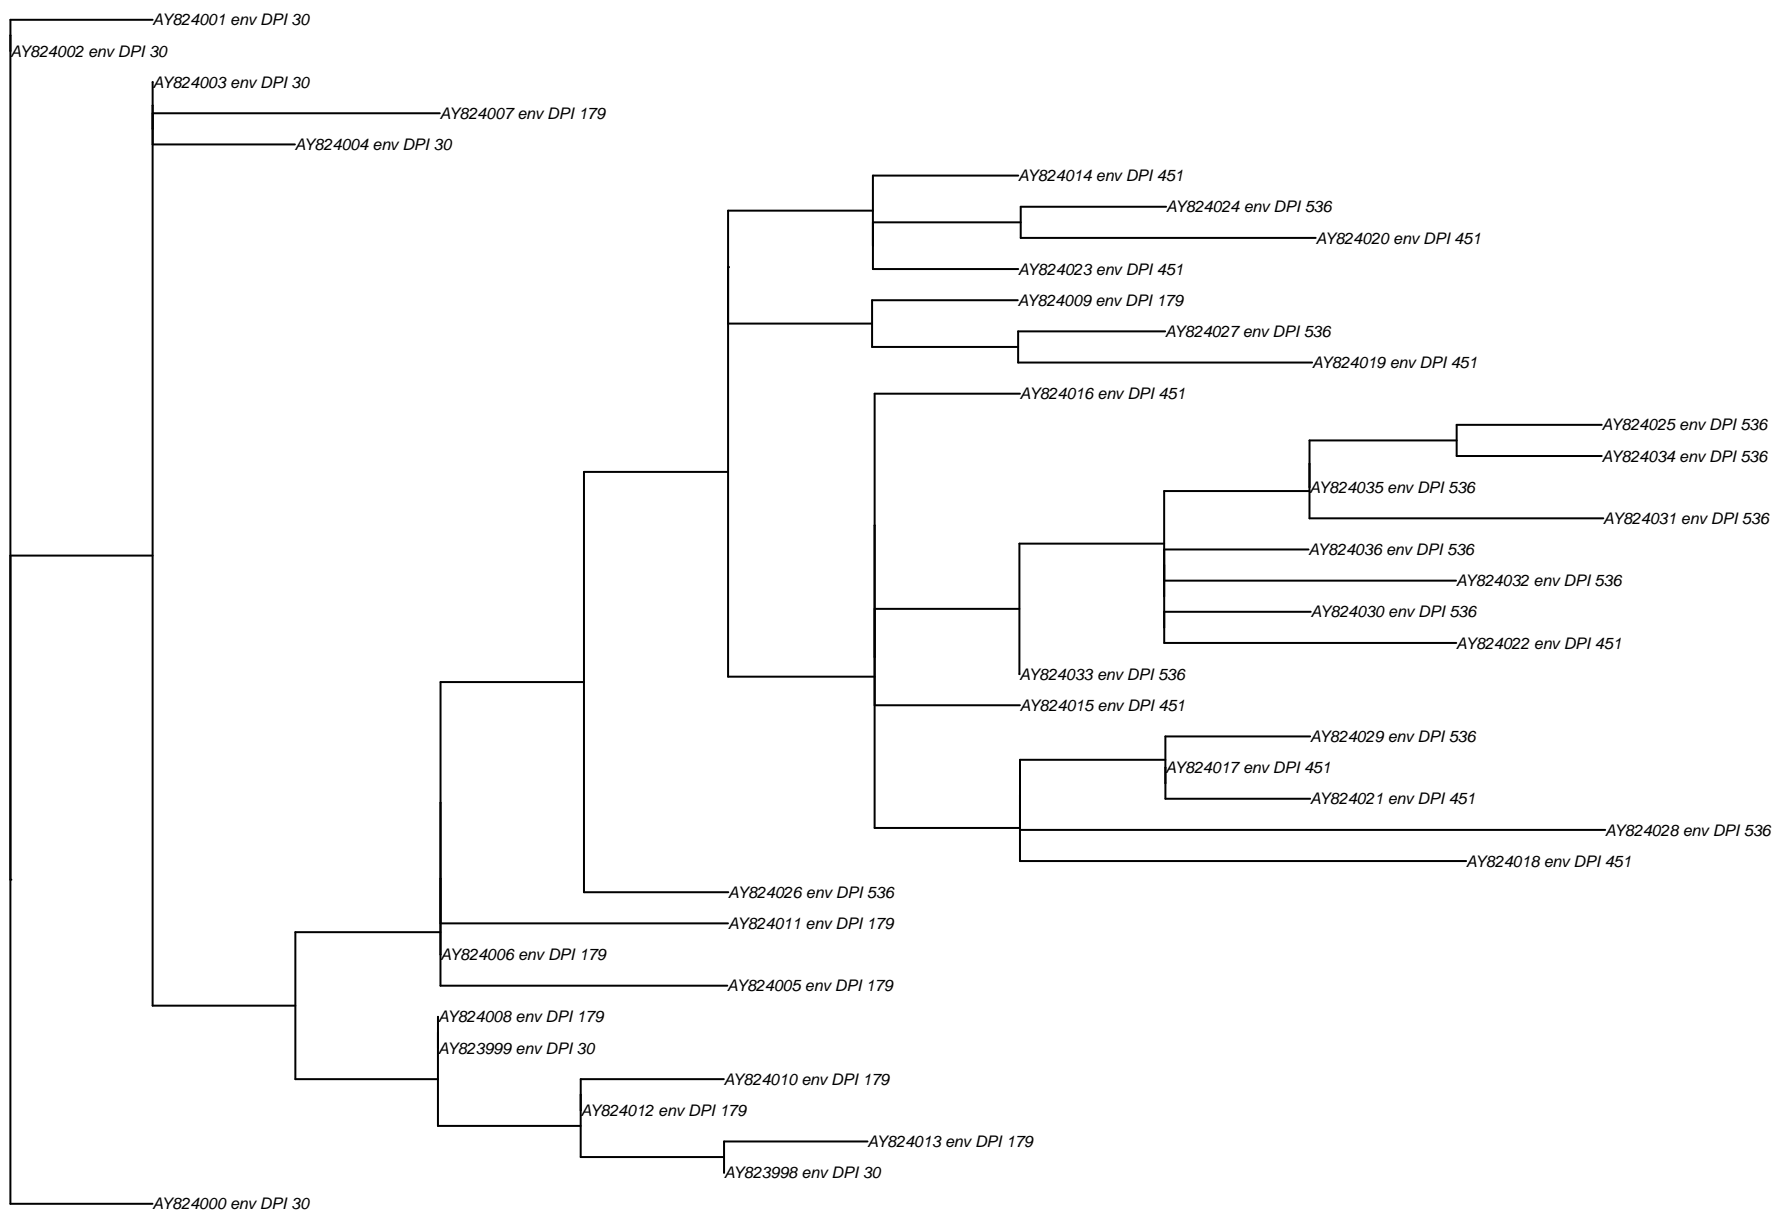 AY824001 env DPI 30
AY824002 env DPI 30
AY824003 env DPI 30
AY824007 env DPI 179
AY824004 env DPI 30
AY824014 env DPI 451
AY824024 env DPI 536
AY824020 env DPI 451
AY824023 env DPI 451
AY824009 env DPI 179
AY824027 env DPI 536
AY824019 env DPI 451
AY824016 env DPI 451
AY824025 env DPI 536
AY824034 env DPI 536
AY824035 env DPI 536
AY824031 env DPI 536
AY824036 env DPI 536
AY824032 env DPI 536
AY824030 env DPI 536
AY824022 env DPI 451
AY824033 env DPI 536
AY824015 env DPI 451
AY824029 env DPI 536
AY824017 env DPI 451
AY824021 env DPI 451
AY824028 env DPI 536
AY824018 env DPI 451
AY824026 env DPI 536
AY824011 env DPI 179
AY824006 env DPI 179
AY824005 env DPI 179
AY824008 env DPI 179
AY823999 env DPI 30
AY824010 env DPI 179
AY824012 env DPI 179
AY824013 env DPI 179
AY823998 env DPI 30
AY824000 env DPI 30